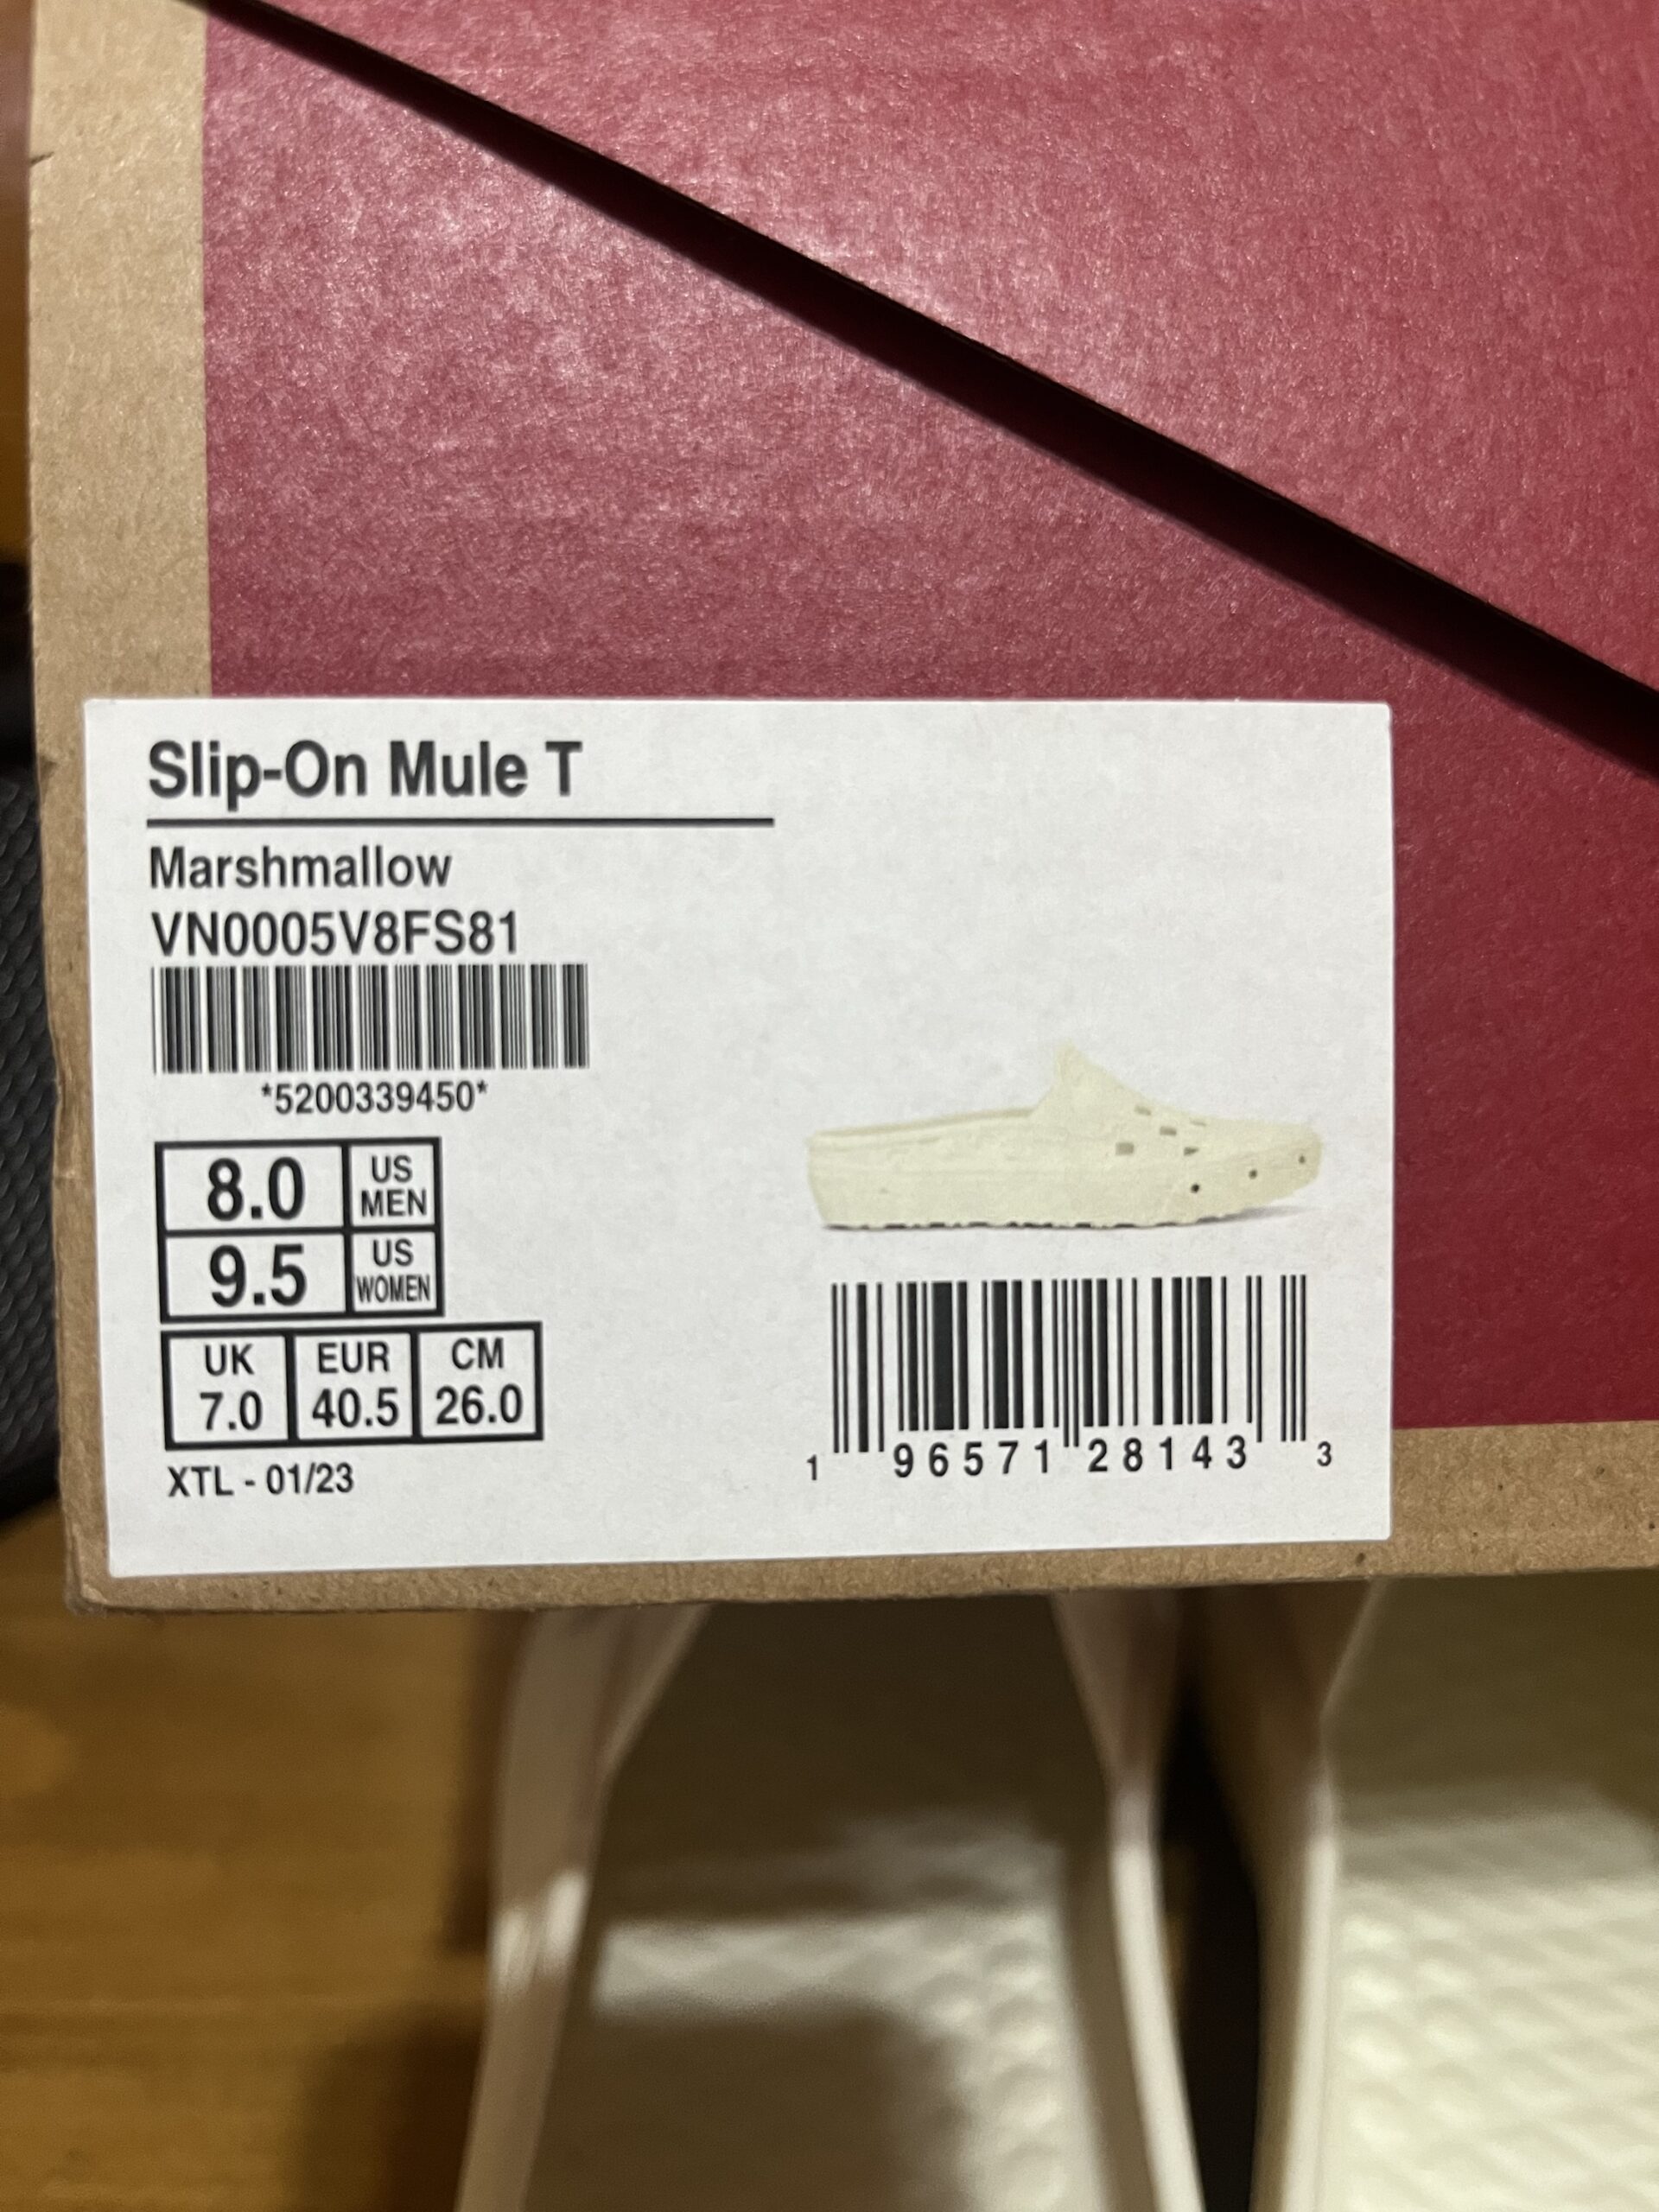 Slip-On Mule T
Marshmallow
VN0005V8FS81
*5200339450*
8.0 US MEN
9.5 US WOMEN
UK EUR CM
7.0 40.5 26.0
XTL - 01/23
1 96571 28143 3